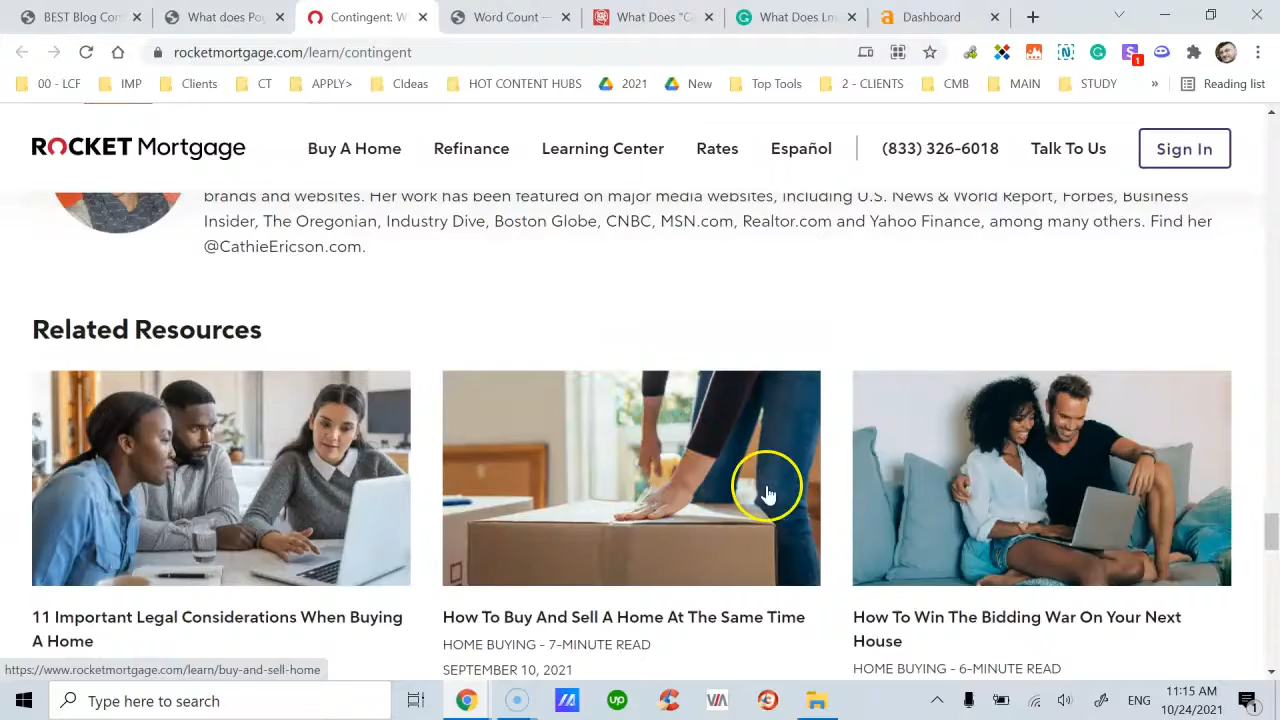 BEST Blog Com
What does Po
Contingent: W
Word Count —
What Does "C
What Does Lo
Dashboard
rocketmortgage.com/learn/contingent
00 - LCF
IMP
Clients
CT
APPLY>
CIdeas
HOT CONTENT HUBS
2021
New
Top Tools
2 - CLIENTS
CMB
MAIN
STUDY
»
Reading list
ROCKET Mortgage
Buy A Home
Refinance
Learning Center
Rates
Español
(833) 326-6018
Talk To Us
Sign In
brands and websites. Her work has been featured on major media websites, including U.S. News & World Report, Forbes, Business
Insider, The Oregonian, Industry Dive, Boston Globe, CNBC, MSN.com, Realtor.com and Yahoo Finance, among many others. Find her
@CathieEricson.com.
Related Resources
11 Important Legal Considerations When Buying
A Home
How To Buy And Sell A Home At The Same Time
HOME BUYING - 7-MINUTE READ
SEPTEMBER 10, 2021
How To Win The Bidding War On Your Next
House
HOME BUYING - 6-MINUTE READ
https://www.rocketmortgage.com/learn/buy-and-sell-home
Type here to search
up
VIA
ENG
11:15 AM
10/24/2021